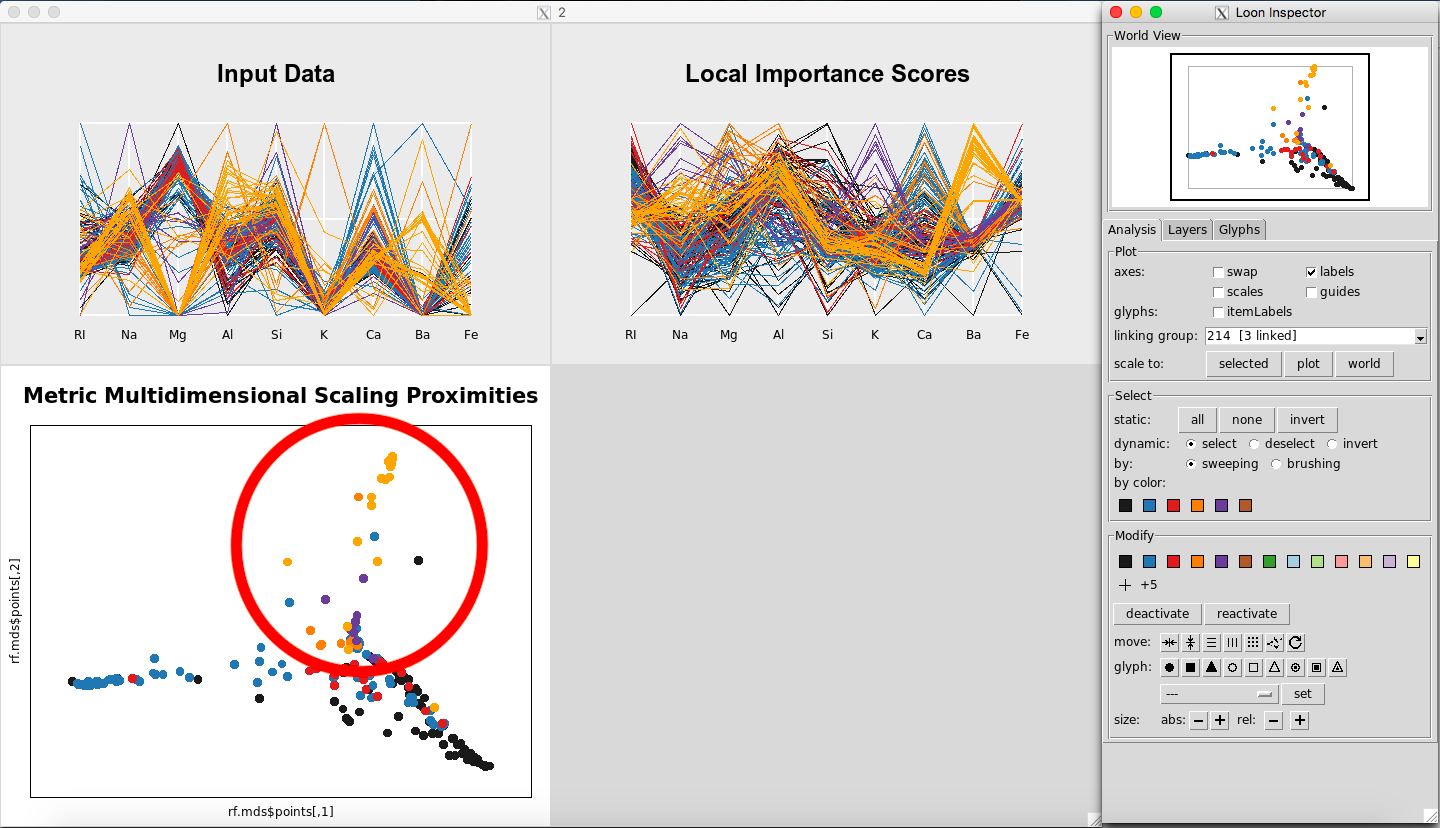 2
Loon Inspector
Input Data
RI Na Mg Al Si K Ca Ba Fe
Local Importance Scores
RI Na Mg Al Si K Ca Ba Fe
Metric Multidimensional Scaling Proximities
rf.mds$points[,2]
rf.mds$points[,1]
World View
Analysis Layers Glyphs
Plot
axes: swap labels
scales guides
glyphs: itemLabels
linking group: 214 [3 linked]
scale to: selected plot world
Select
static: all none invert
dynamic: select deselect invert
by: sweeping brushing
by color:
Modify
+5
deactivate reactivate
move:
glyph:
--- set
size: abs: − + rel: − +